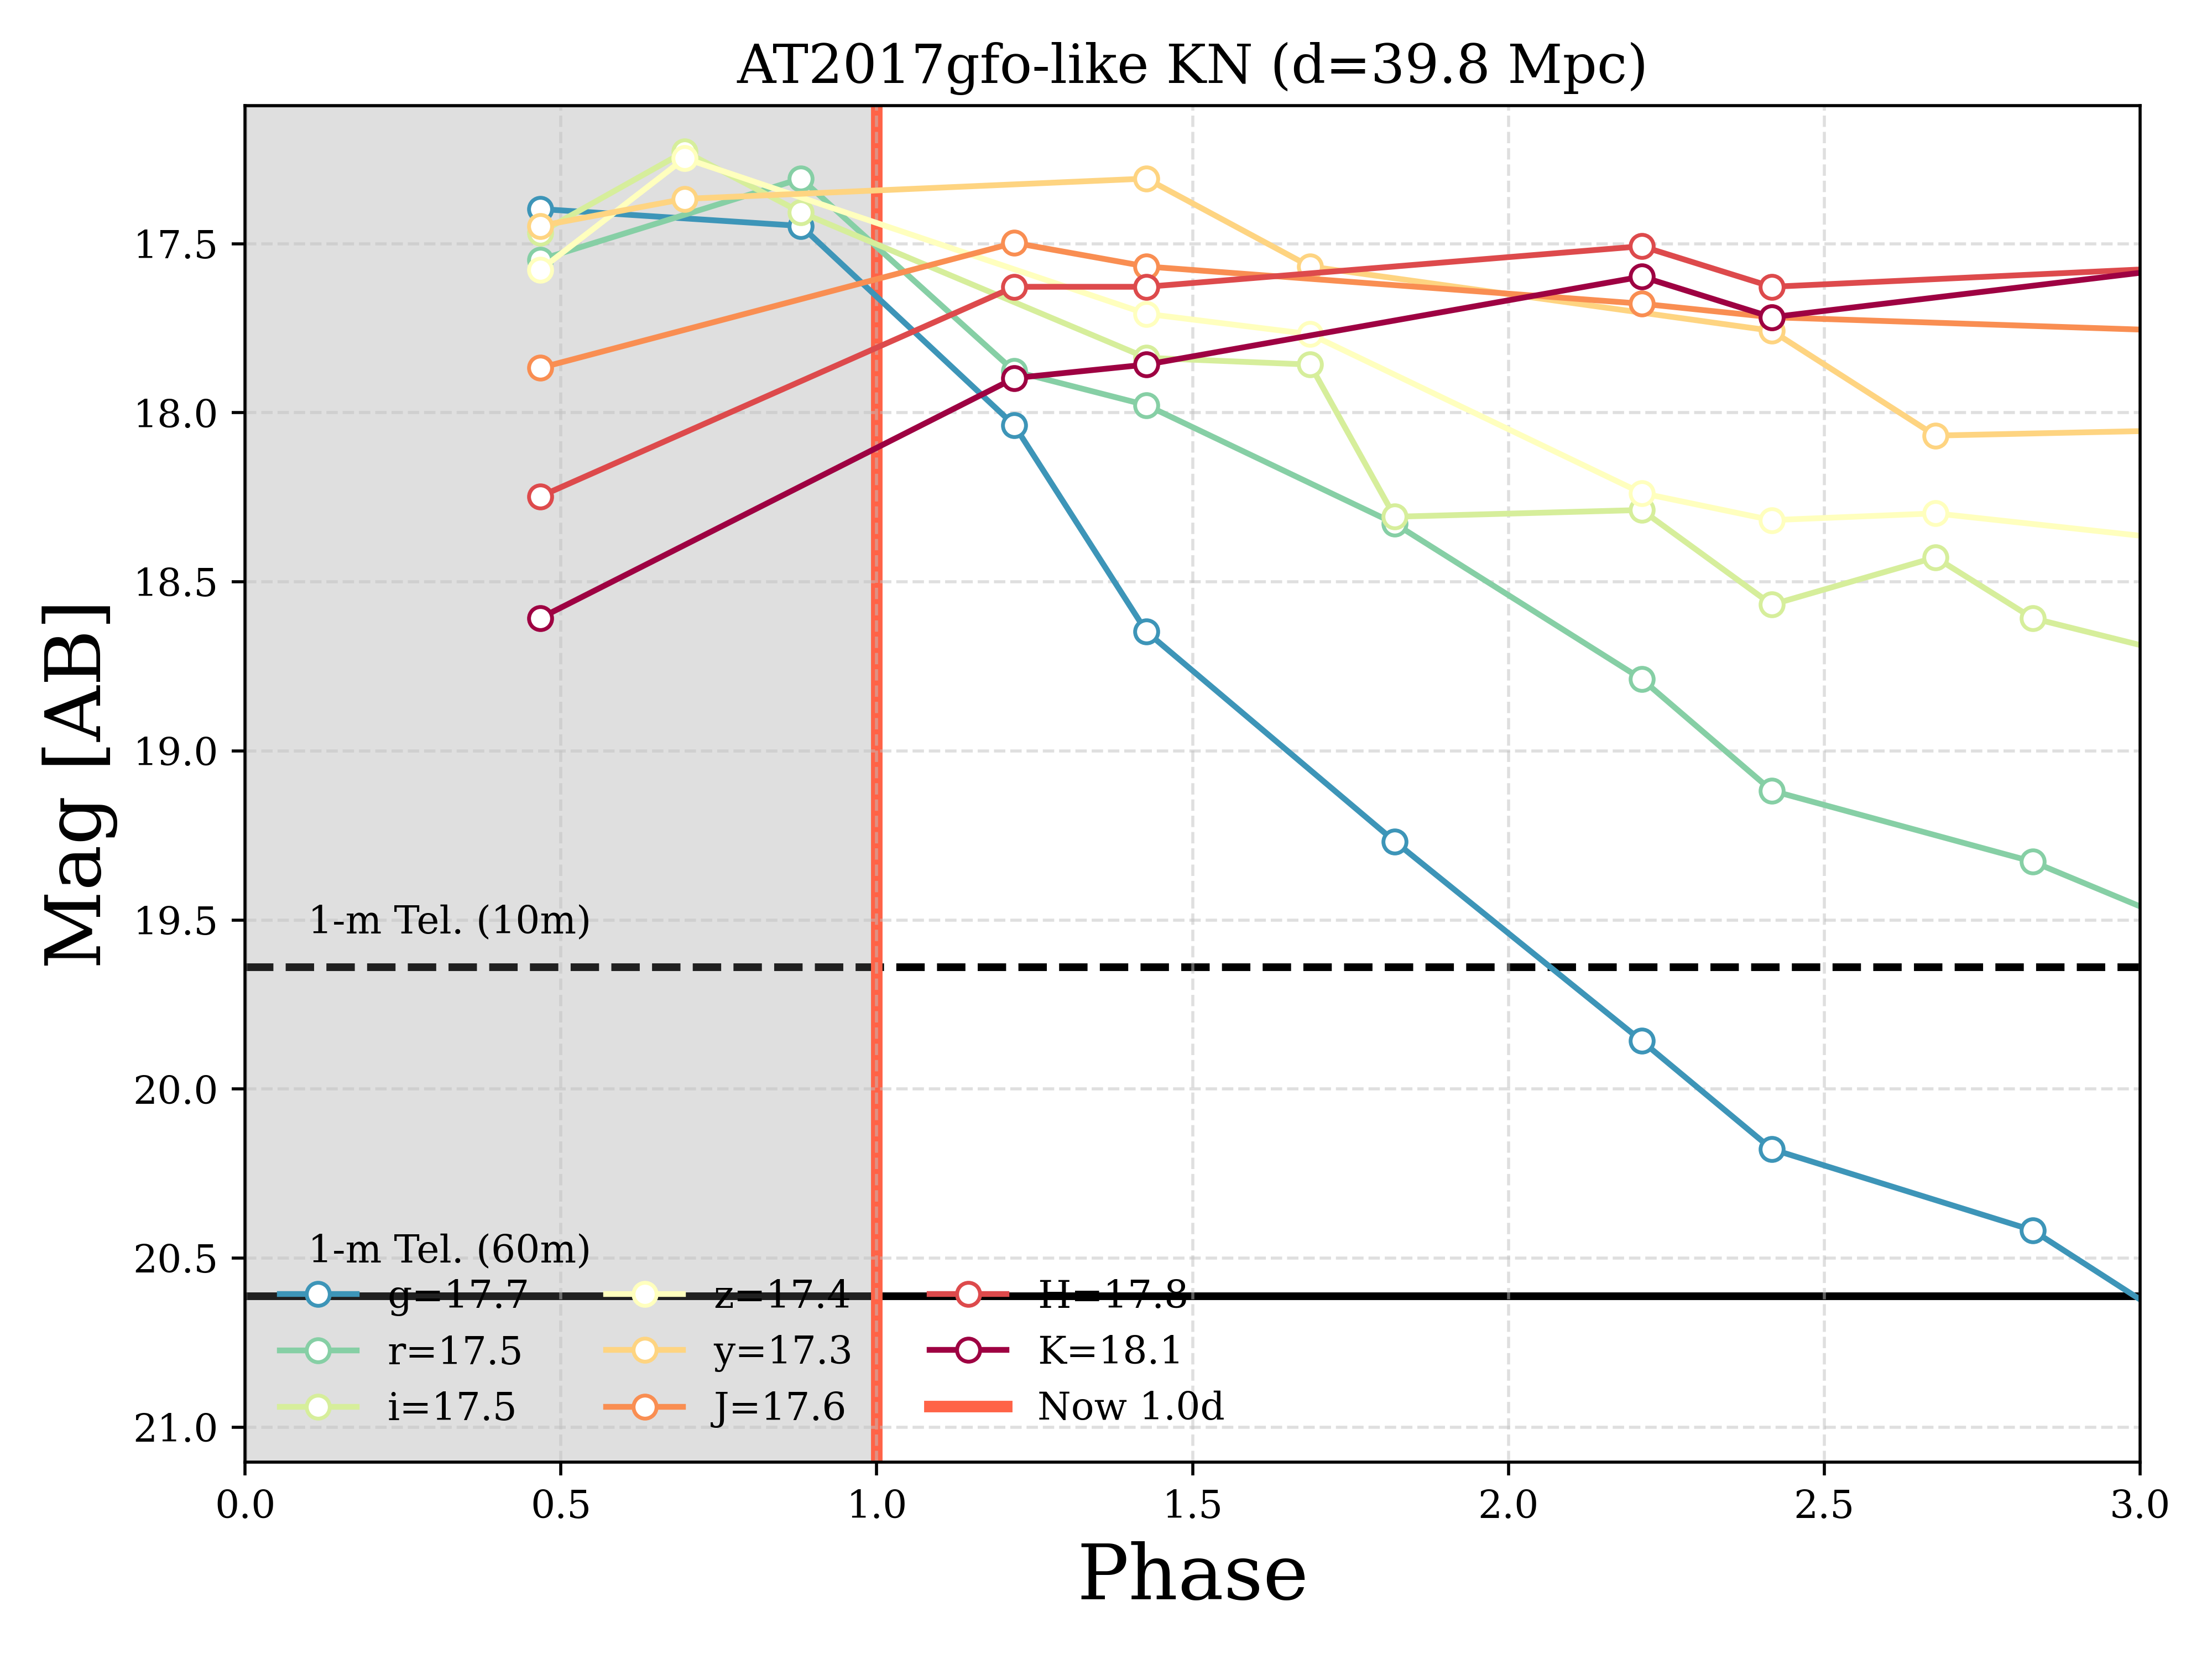 AT2017gfo-like KN (d=39.8 Mpc)
Mag [AB]
17.5
18.0
18.5
19.0
19.5
20.0
20.5
21.0
1-m Tel. (10m)
1-m Tel. (60m)
g=17.7
r=17.5
i=17.5
z=17.4
y=17.3
J=17.6
H=17.8
K=18.1
Now 1.0d
0.0 0.5 1.0 1.5 2.0 2.5 3.0
Phase